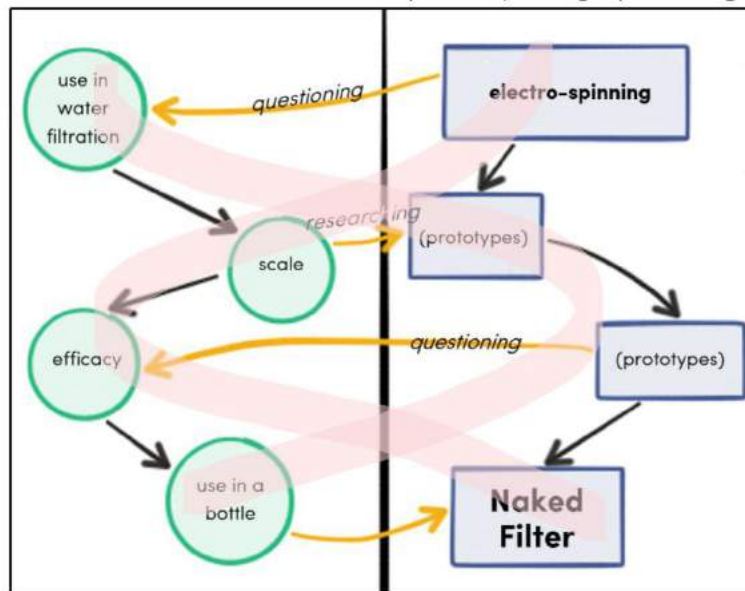 use in
water
filtration
questioning
electro-spinning
researching
(prototypes)
scale
efficacy
questioning
(prototypes)
use in a
bottle
Naked
Filter